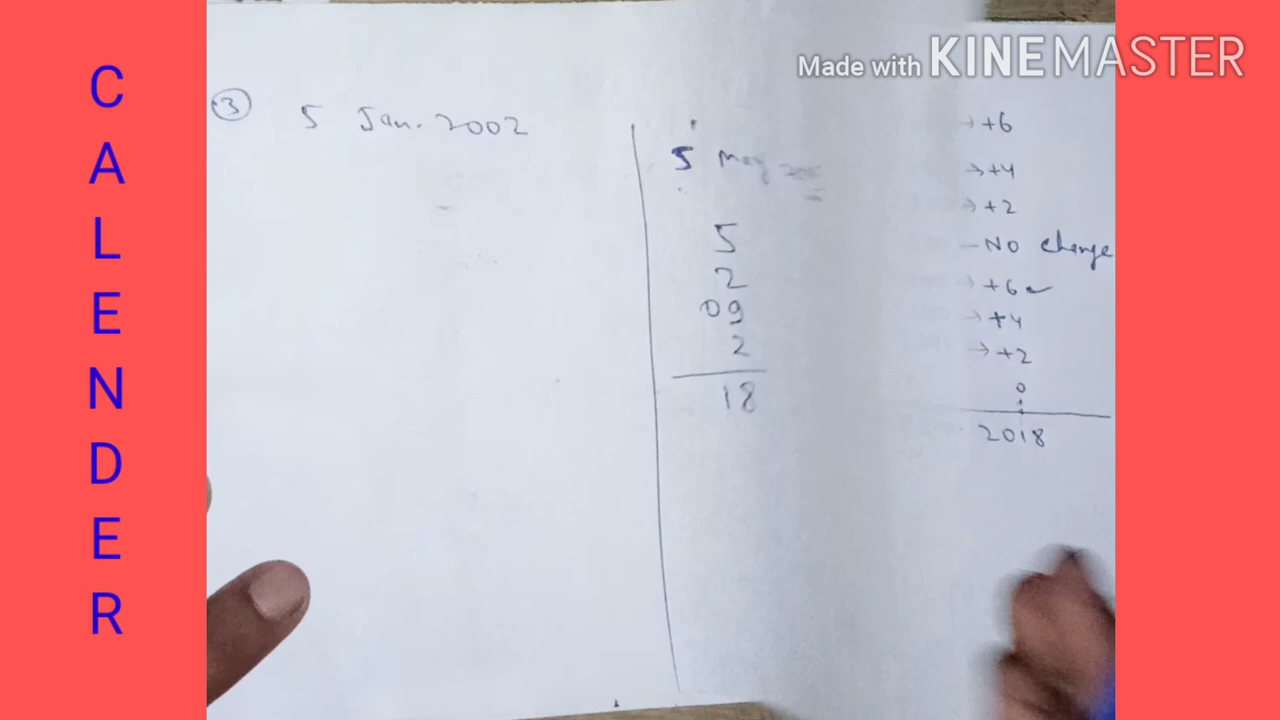 C
A
L
E
N
D
E
R
Made with KINEMASTER
3 5 Jan. 2002
5 May
5
2
09
2
18
→ +6
→ +4
→ +2
- No change
→ +6
→ +4
→ +2
0
2018